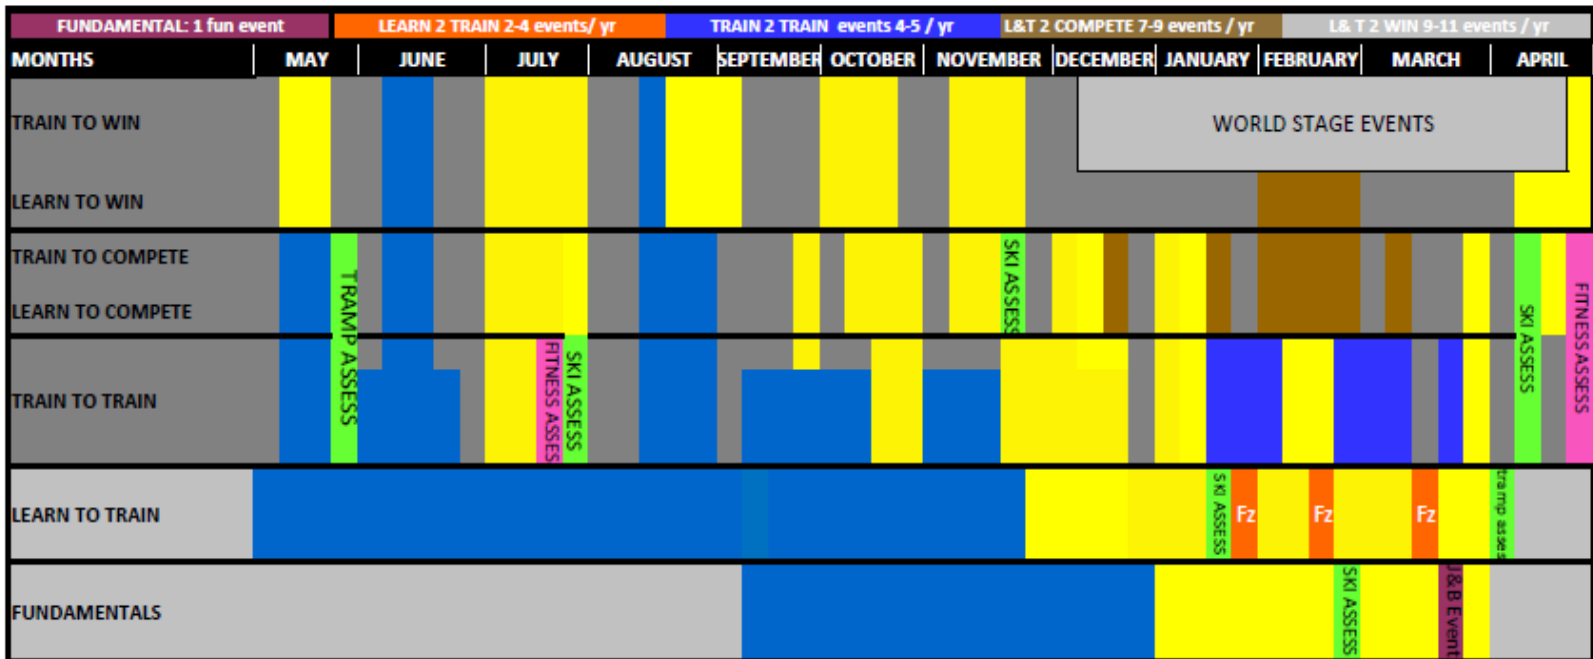 FUNDAMENTAL: 1 fun event
LEARN 2 TRAIN 2-4 events/ yr
TRAIN 2 TRAIN events 4-5 / yr
L&T 2 COMPETE 7-9 events / yr
L& T 2 WIN 9-11 events / yr
MONTHS MAY JUNE JULY AUGUST SEPTEMBER OCTOBER NOVEMBER DECEMBER JANUARY FEBRUARY MARCH APRIL
TRAIN TO WIN
WORLD STAGE EVENTS
LEARN TO WIN
TRAIN TO COMPETE
LEARN TO COMPETE
TRAMP ASSESS
SKI ASSESS
SKI ASSESS
FITNESS ASSESS
TRAIN TO TRAIN
FITNESS ASSES
SKI ASSESS
LEARN TO TRAIN
SKI ASSESS
Fz
Fz
Fz
tramp asses
FUNDAMENTALS
SKI ASSESS
J&B Event